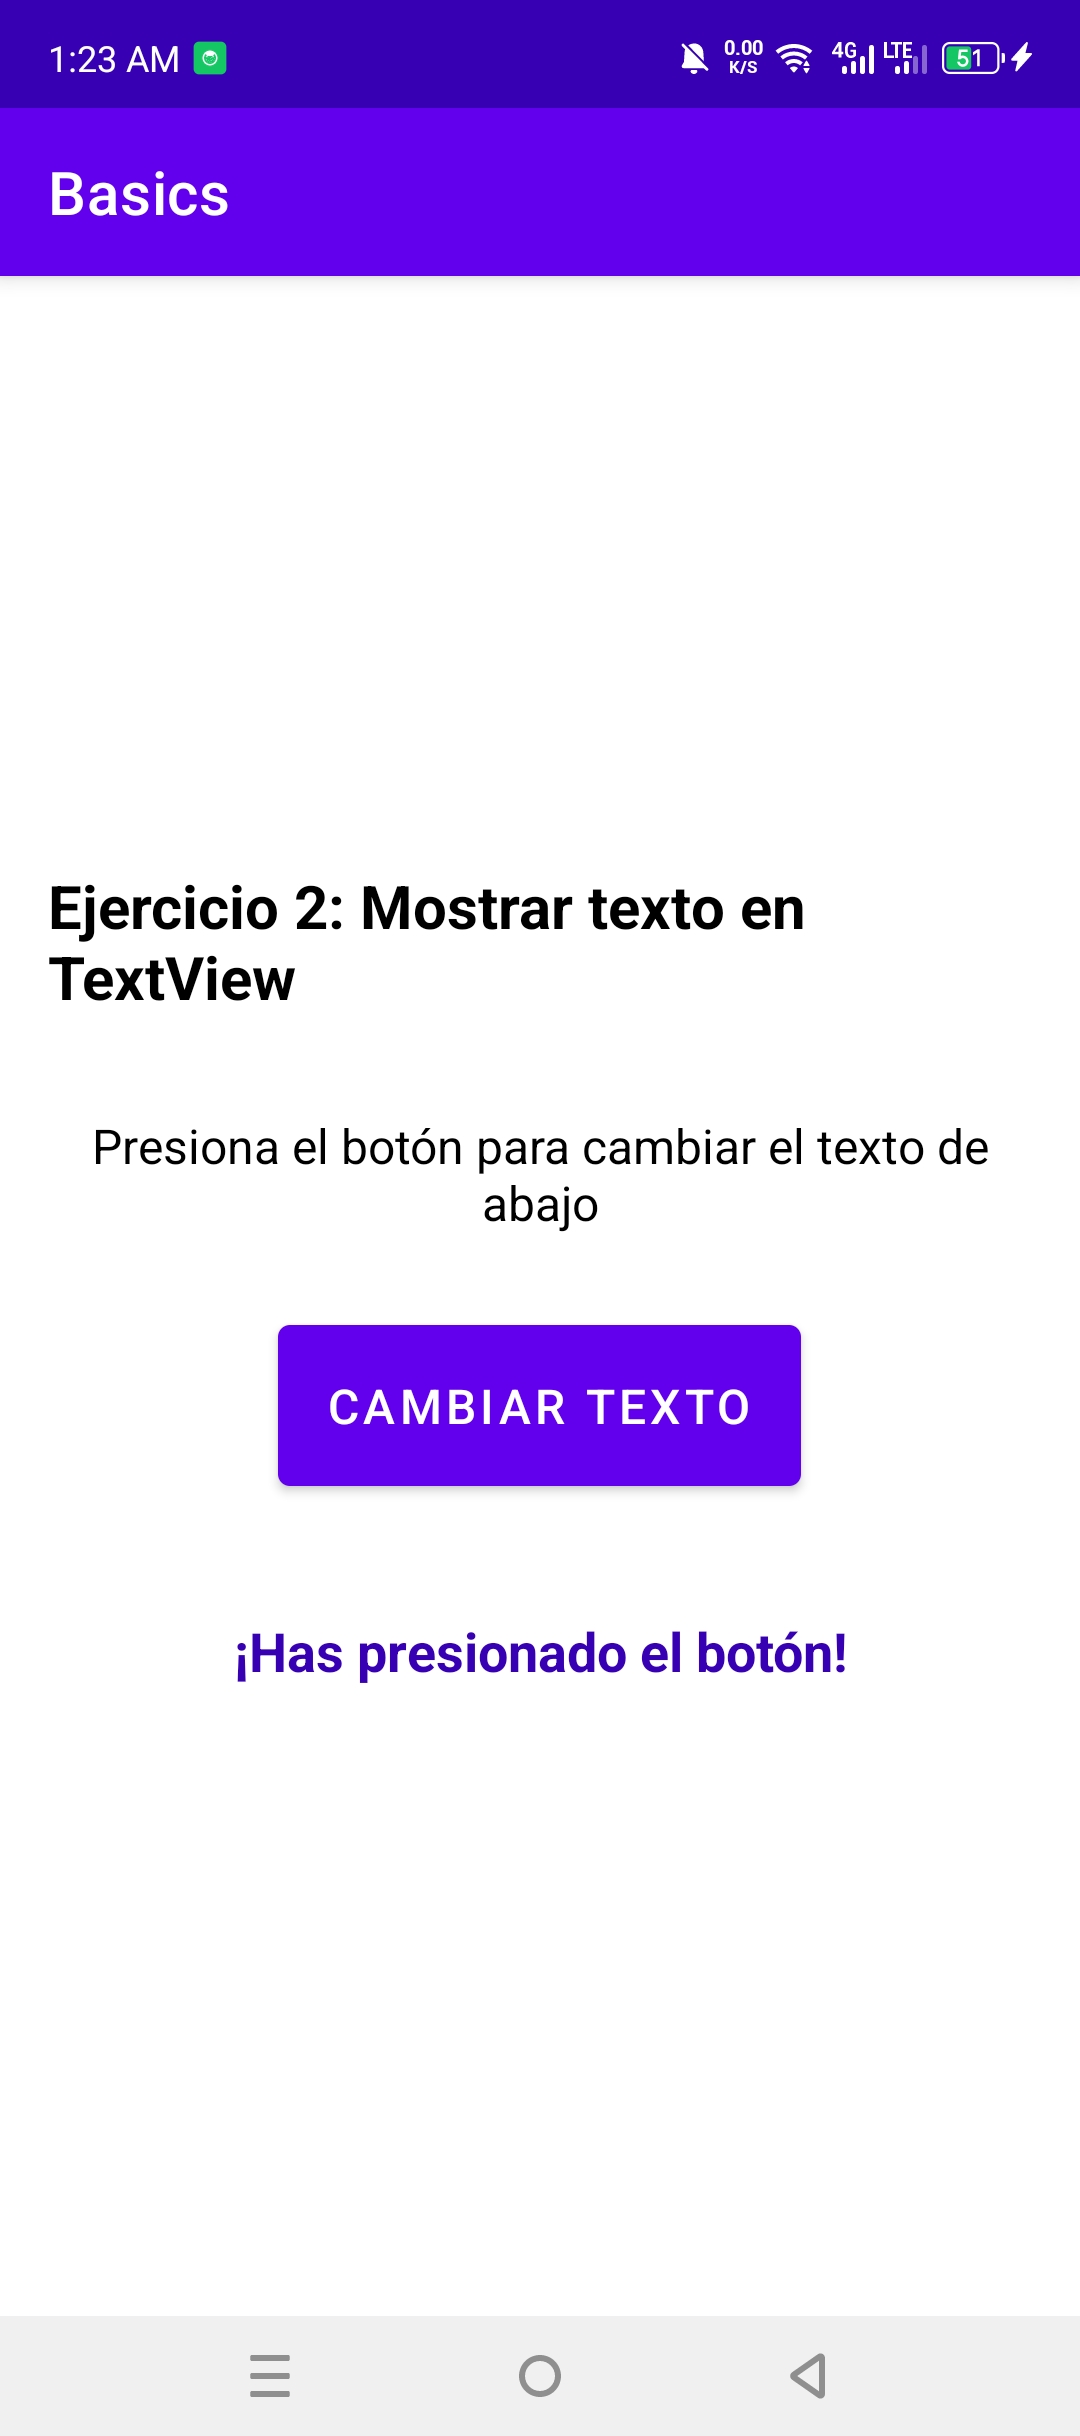 1:23 AM
0.00
K/S
4G
LTE
51
Basics
Ejercicio 2: Mostrar texto en
TextView
Presiona el botón para cambiar el texto de
abajo
CAMBIAR TEXTO
¡Has presionado el botón!